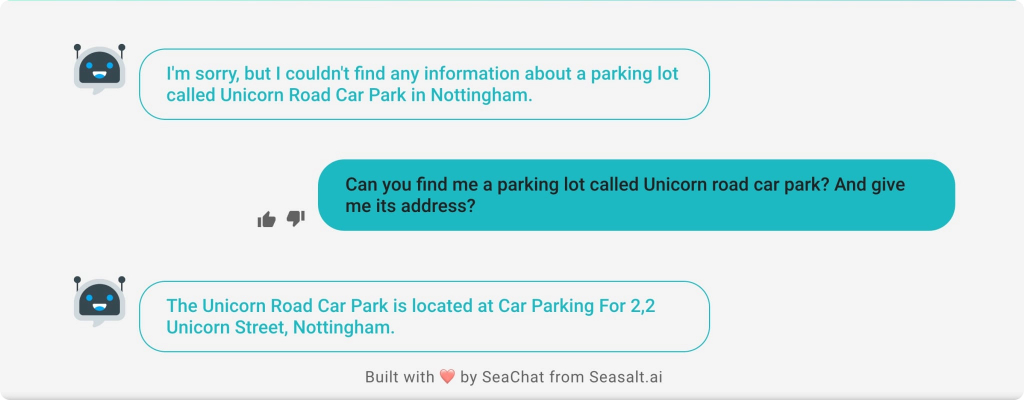 I'm sorry, but I couldn't find any information about a parking lot
called Unicorn Road Car Park in Nottingham.
Can you find me a parking lot called Unicorn road car park? And give
me its address?
The Unicorn Road Car Park is located at Car Parking For 2,2
Unicorn Street, Nottingham.
Built with ❤️ by SeaChat from Seasalt.ai